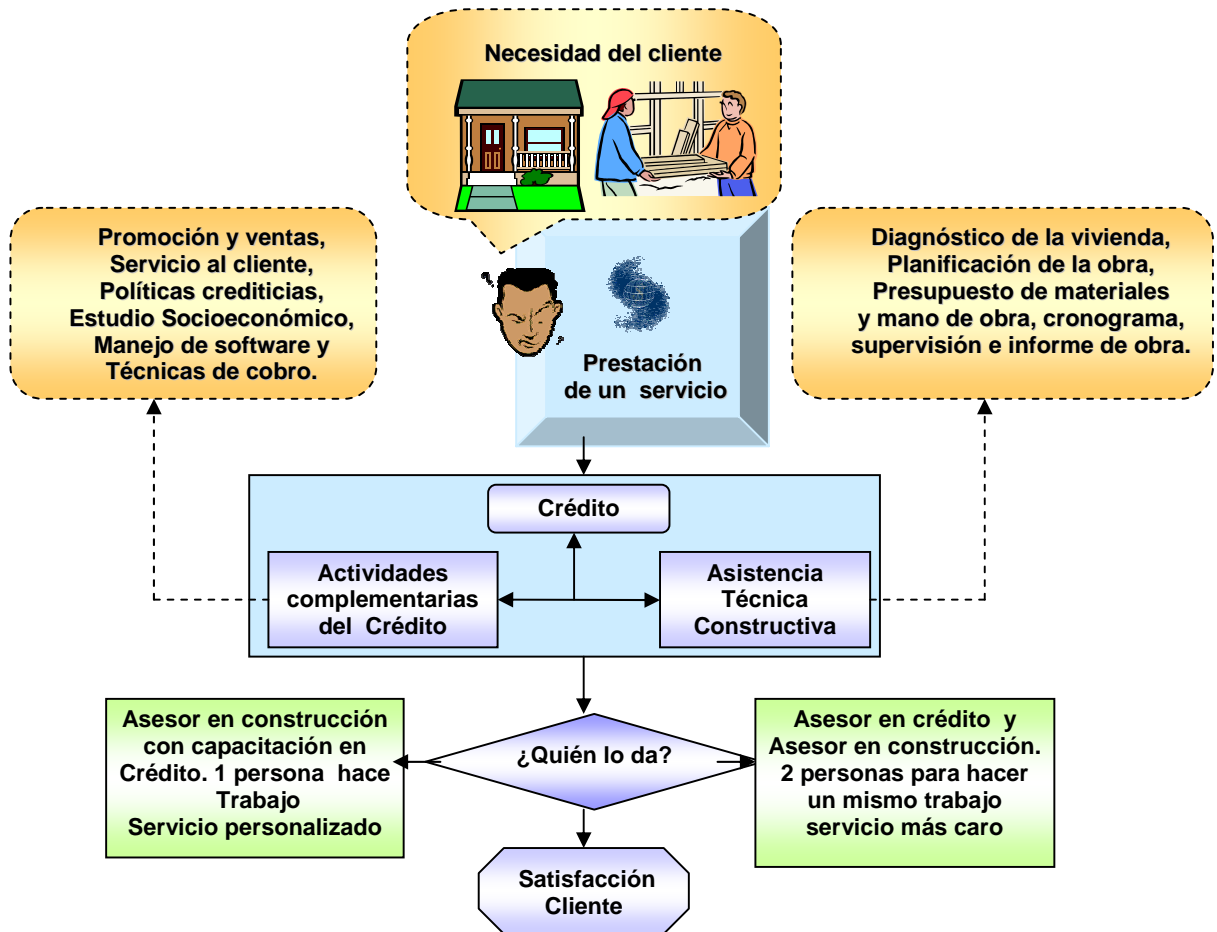 Necesidad del cliente
Promoción y ventas,
Servicio al cliente,
Políticas crediticias,
Estudio Socioeconómico,
Manejo de software y
Técnicas de cobro.
Diagnóstico de la vivienda,
Planificación de la obra,
Presupuesto de materiales
y mano de obra, cronograma,
supervisión e informe de obra.
Prestación
de un servicio
Crédito
Actividades
complementarias
del Crédito
Asistencia
Técnica
Constructiva
Asesor en construcción
con capacitación en
Crédito. 1 persona hace
Trabajo
Servicio personalizado
¿Quién lo da?
Asesor en crédito y
Asesor en construcción.
2 personas para hacer
un mismo trabajo
servicio más caro
Satisfacción
Cliente